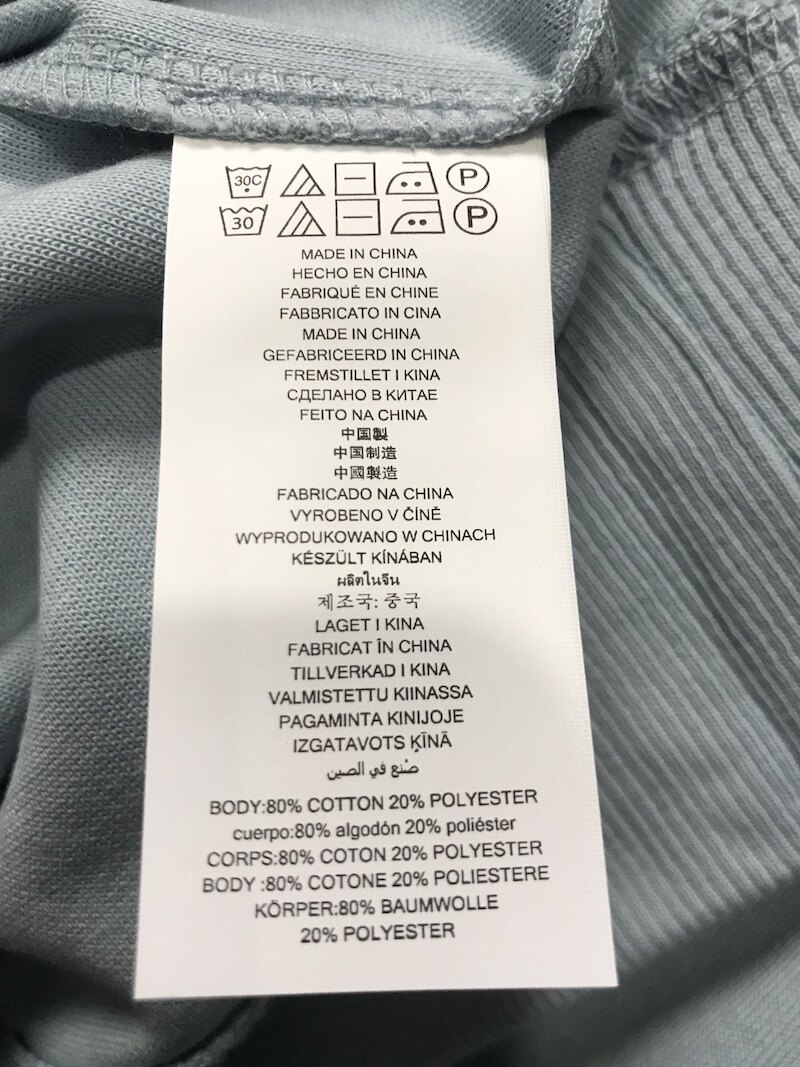 30C P
30 P
MADE IN CHINA
HECHO EN CHINA
FABRIQUÉ EN CHINE
FABBRICATO IN CINA
MADE IN CHINA
GEFABRICEERD IN CHINA
FREMSTILLET I KINA
СДЕЛАНО В КИТАЕ
FEITO NA CHINA
中国製
中国制造
中國製造
FABRICADO NA CHINA
VYROBENO V ČÍNĚ
WYPRODUKOWANO W CHINACH
KÉSZÜLT KÍNÁBAN
ผลิตในจีน
제조국: 중국
LAGET I KINA
FABRICAT ÎN CHINA
TILLVERKAD I KINA
VALMISTETTU KIINASSA
PAGAMINTA KINIJOJE
IZGATAVOTS ĶĪNĀ
صُنع في الصين
BODY:80% COTTON 20% POLYESTER
cuerpo:80% algodón 20% poliéster
CORPS:80% COTON 20% POLYESTER
BODY :80% COTONE 20% POLIESTERE
KÖRPER:80% BAUMWOLLE
20% POLYESTER